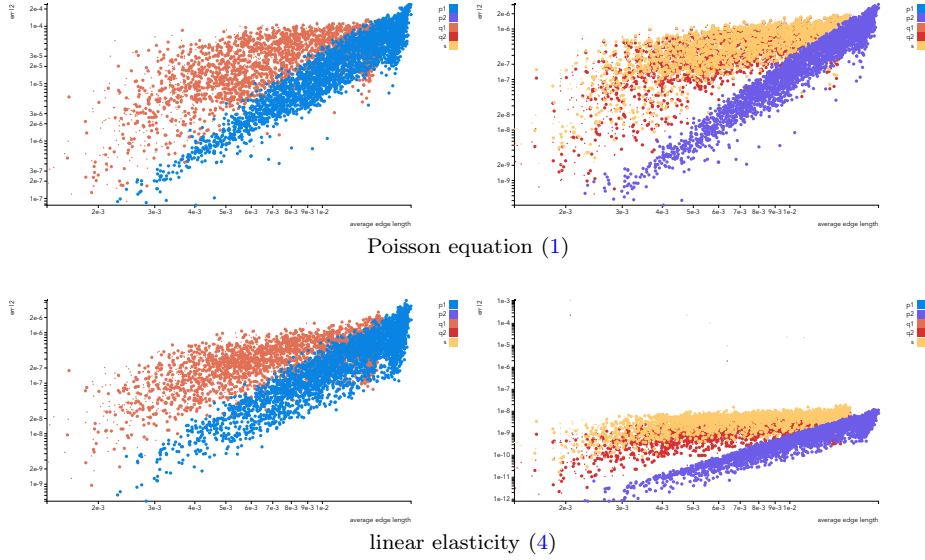 err l2
2e-4
1e-4
3e-5
2e-5
1e-5
3e-6
2e-6
1e-6
3e-7
2e-7
1e-7
2e-3 3e-3 4e-3 5e-3 6e-3 7e-3 8e-3 9e-3 1e-2
average edge length
p1
p2
q1
q2
s
err l2
2e-6
1e-6
2e-7
1e-7
2e-8
1e-8
2e-9
1e-9
2e-3 3e-3 4e-3 5e-3 6e-3 7e-3 8e-3 9e-3 1e-2
average edge length
p1
p2
q1
q2
s
Poisson equation (1)
err l2
2e-6
1e-6
2e-7
1e-7
2e-8
1e-8
2e-9
1e-9
2e-3 3e-3 4e-3 5e-3 6e-3 7e-3 8e-3 9e-3 1e-2
average edge length
p1
p2
q1
q2
s
err l2
1e-3
1e-4
1e-5
1e-6
1e-7
1e-8
1e-9
1e-10
1e-11
1e-12
2e-3 3e-3 4e-3 5e-3 6e-3 7e-3 8e-3 9e-3 1e-2
average edge length
p1
p2
q1
q2
s
linear elasticity (4)